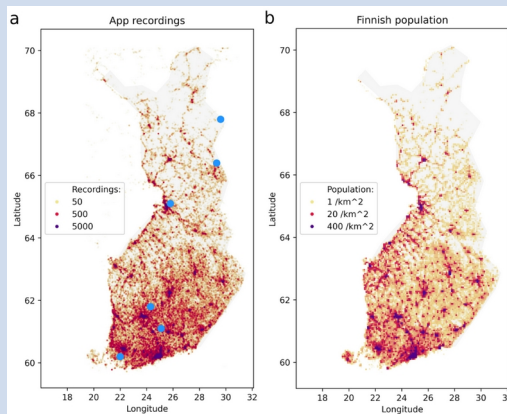 a
App recordings
70
68
66
64
62
60
Latitude
Recordings:
50
500
5000
18 20 22 24 26 28 30 32
Longitude
b
Finnish population
70
68
66
64
62
60
Latitude
Population:
1 /km^2
20 /km^2
400 /km^2
18 20 22 24 26 28 30 32
Longitude